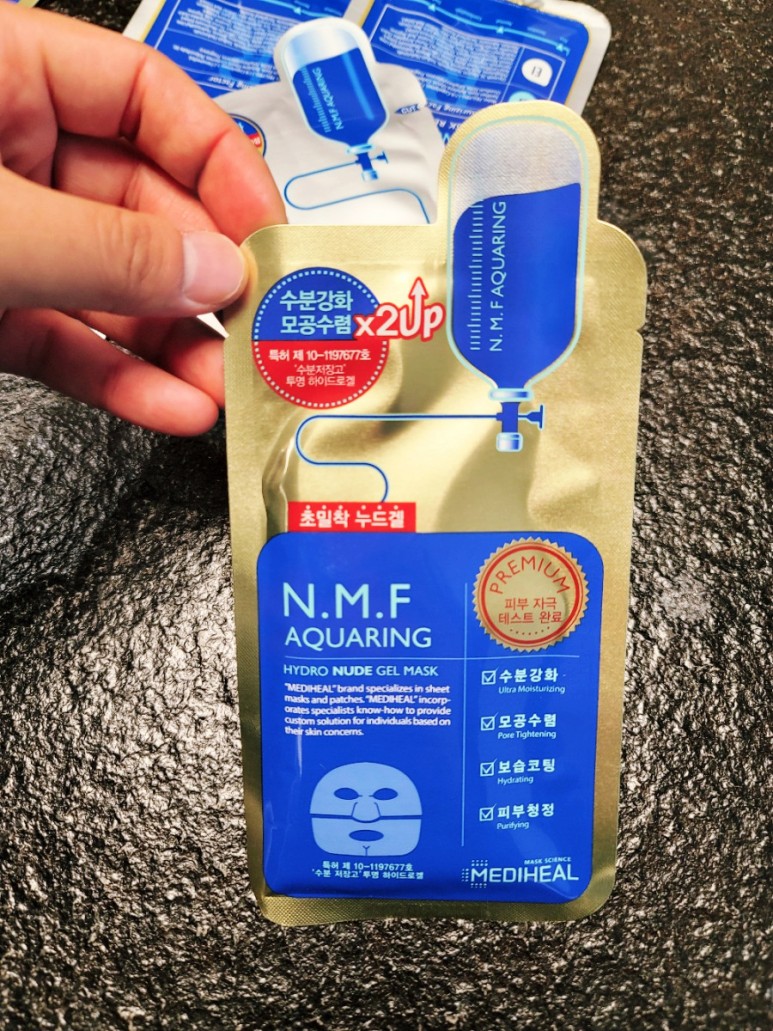 N.M.F AQUARING
수분강화
모공수렴 x2Up
특허 제 10-1197677호
'수분저장고'
투명 하이드로겔
N.M.F AQUARING
초밀착 누드겔
N.M.F
AQUARING
HYDRO NUDE GEL MASK
"MEDIHEAL" brand specializes in sheet
masks and patches. "MEDIHEAL" incorp-
orates specialists know-how to provide
custom solution for individuals based on
their skin concerns.
PREMIUM
피부 자극
테스트 완료
수분강화
Ultra Moisturizing
모공수렴
Pore Tightening
보습코팅
Hydrating
피부청정
Purifying
특허 제 10-1197677호
'수분 저장고' 투명 하이드로겔
MASK SCIENCE
MEDIHEAL